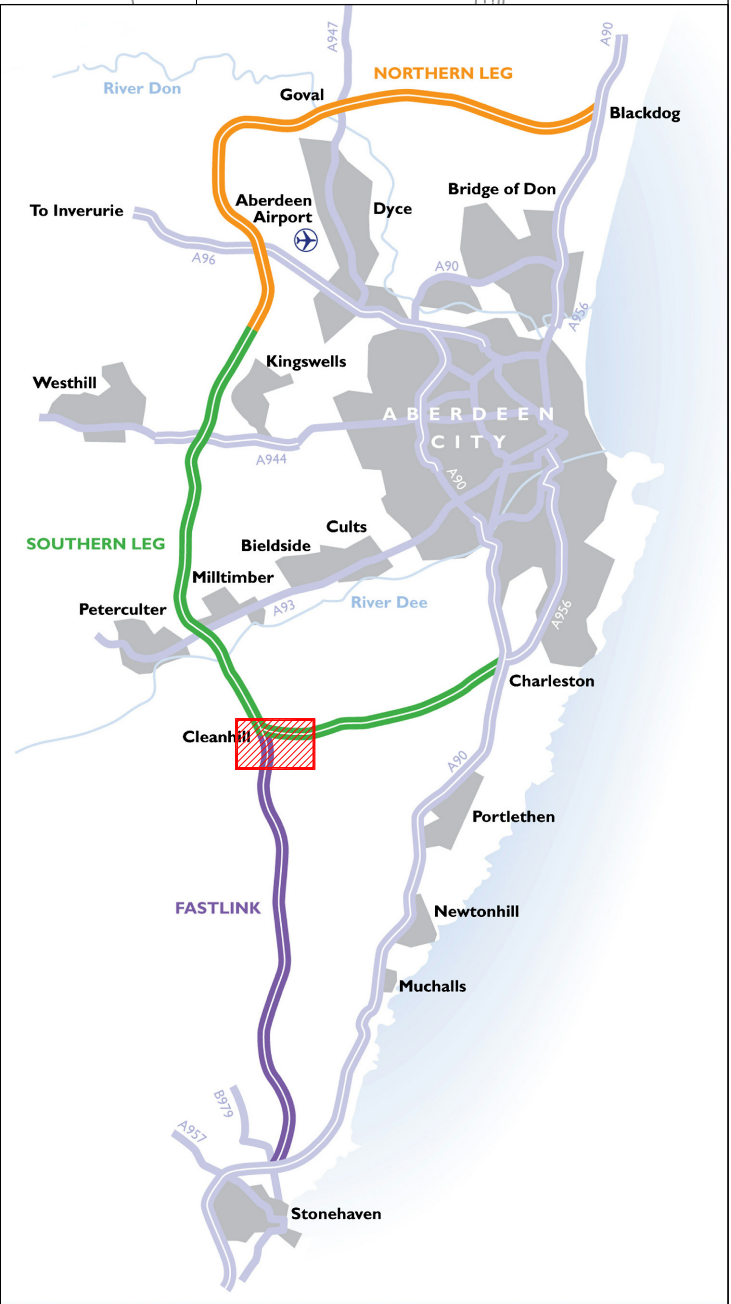 A947
A90
NORTHERN LEG
River Don
Goval
Blackdog
Bridge of Don
Aberdeen
Airport
Dyce
To Inverurie
A96
A90
A956
Kingswells
Westhill
ABERDEEN
CITY
A944
A90
Cults
SOUTHERN LEG
Bieldside
Milltimber
Peterculter
A93
River Dee
A956
Charleston
Cleanhill
A90
Portlethen
FASTLINK
Newtonhill
Muchalls
B979
A957
Stonehaven